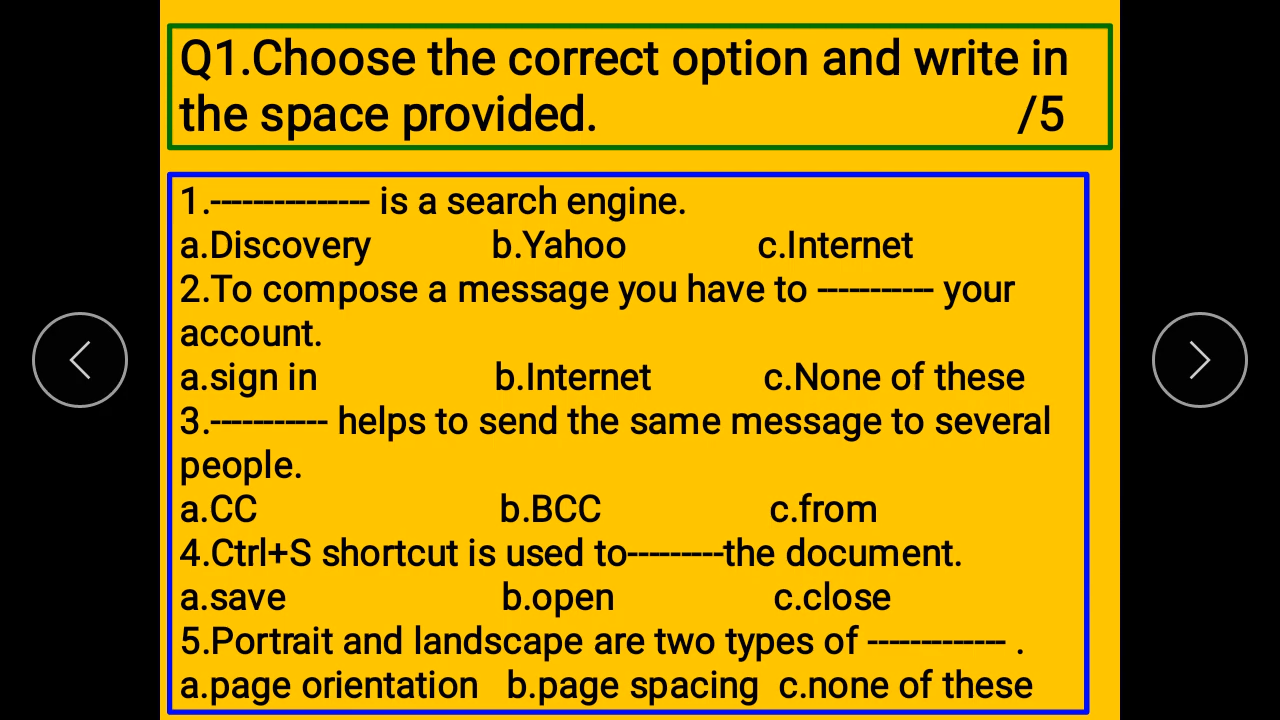 Q1.Choose the correct option and write in
the space provided. /5
1.--------------- is a search engine.
a.Discovery b.Yahoo c.Internet
2.To compose a message you have to ----------- your
account.
a.sign in b.Internet c.None of these
3.----------- helps to send the same message to several
people.
a.CC b.BCC c.from
4.Ctrl+S shortcut is used to---------the document.
a.save b.open c.close
5.Portrait and landscape are two types of ------------- .
a.page orientation b.page spacing c.none of these